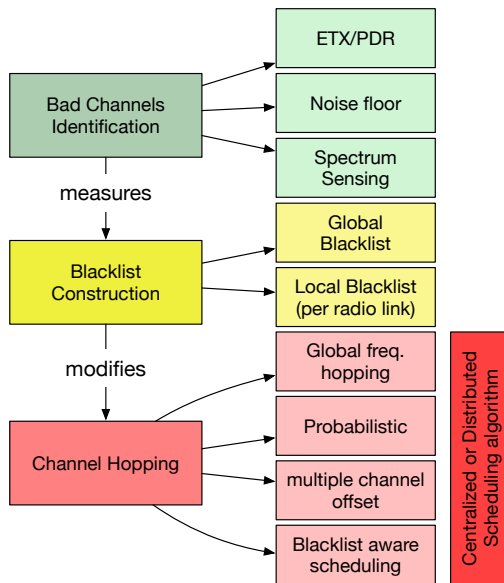 ETX/PDR
Bad Channels
Identification
Noise floor
Spectrum
Sensing
measures
Global
Blacklist
Blacklist
Construction
Local Blacklist
(per radio link)
modifies
Global freq.
hopping
Probabilistic
Channel Hopping
multiple channel
offset
Blacklist aware
scheduling
Centralized or Distributed
Scheduling algorithm